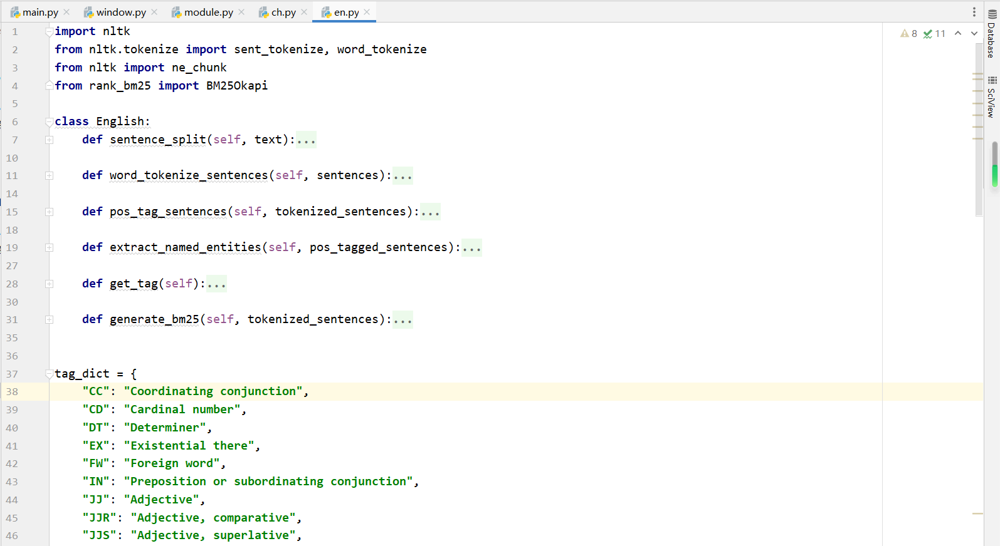 main.py window.py module.py ch.py en.py
8 11
Database
SciView
1 import nltk
2 from nltk.tokenize import sent_tokenize, word_tokenize
3 from nltk import ne_chunk
4 from rank_bm25 import BM25Okapi
5
6 class English:
7 def sentence_split(self, text):...
10
11 def word_tokenize_sentences(self, sentences):...
14
15 def pos_tag_sentences(self, tokenized_sentences):...
18
19 def extract_named_entities(self, pos_tagged_sentences):...
27
28 def get_tag(self):...
30
31 def generate_bm25(self, tokenized_sentences):...
35
36
37 tag_dict = {
38 "CC": "Coordinating conjunction",
39 "CD": "Cardinal number",
40 "DT": "Determiner",
41 "EX": "Existential there",
42 "FW": "Foreign word",
43 "IN": "Preposition or subordinating conjunction",
44 "JJ": "Adjective",
45 "JJR": "Adjective, comparative",
46 "JJS": "Adjective, superlative",